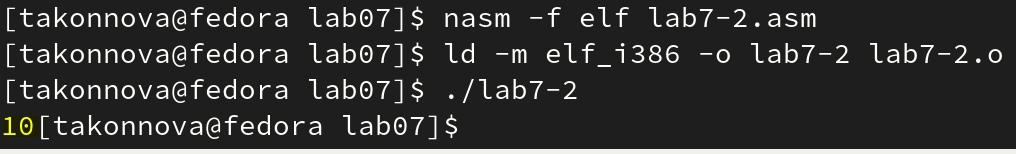 [takonnova@fedora lab07]$ nasm -f elf lab7-2.asm
[takonnova@fedora lab07]$ ld -m elf_i386 -o lab7-2 lab7-2.o
[takonnova@fedora lab07]$ ./lab7-2
10[takonnova@fedora lab07]$